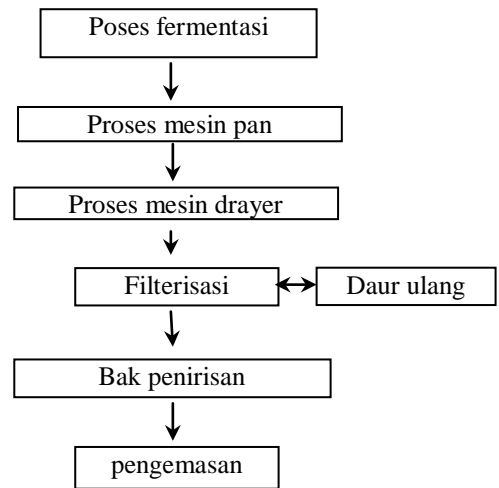 Poses fermentasi
Proses mesin pan
Proses mesin drayer
Filterisasi
Daur ulang
Bak penirisan
pengemasan